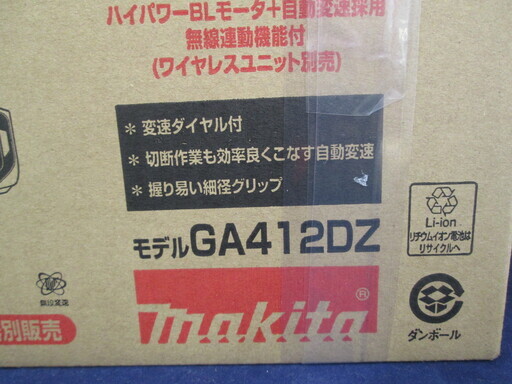 ハイパワーBLモータ+自動変速採用
無線連動機能付
(ワイヤレスユニット別売)
* 変速ダイヤル付
* 切断作業も効率良くこなす自動変速
* 握り易い細径グリップ
モデルGA412DZ
makita®
Li-ion
リチウムイオン電池は
リサイクルへ
ダンボール
別販売